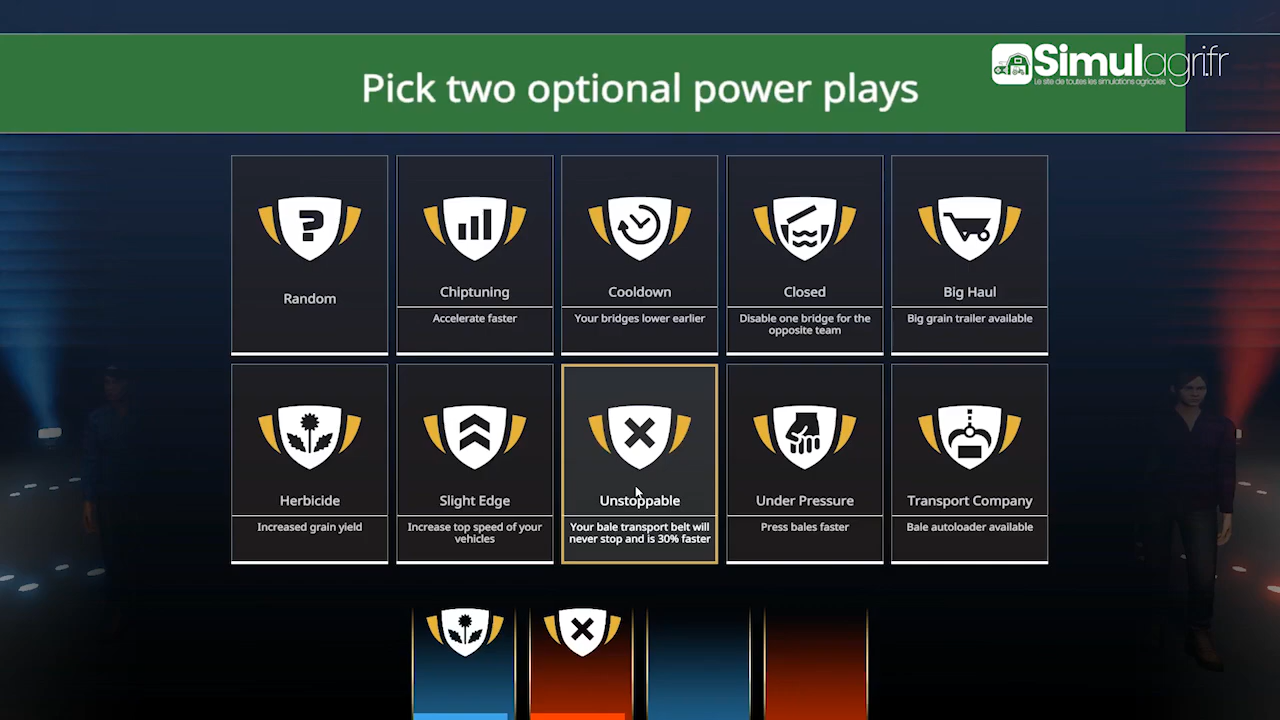 Simulagri.fr
Le site de toutes les simulations agricoles
Pick two optional power plays
Random
Chiptuning
Accelerate faster
Cooldown
Your bridges lower earlier
Closed
Disable one bridge for the
opposite team
Big Haul
Big grain trailer available
Herbicide
Increased grain yield
Slight Edge
Increase top speed of your
vehicles
Unstoppable
Your bale transport belt will
never stop and is 30% faster
Under Pressure
Press bales faster
Transport Company
Bale autoloader available